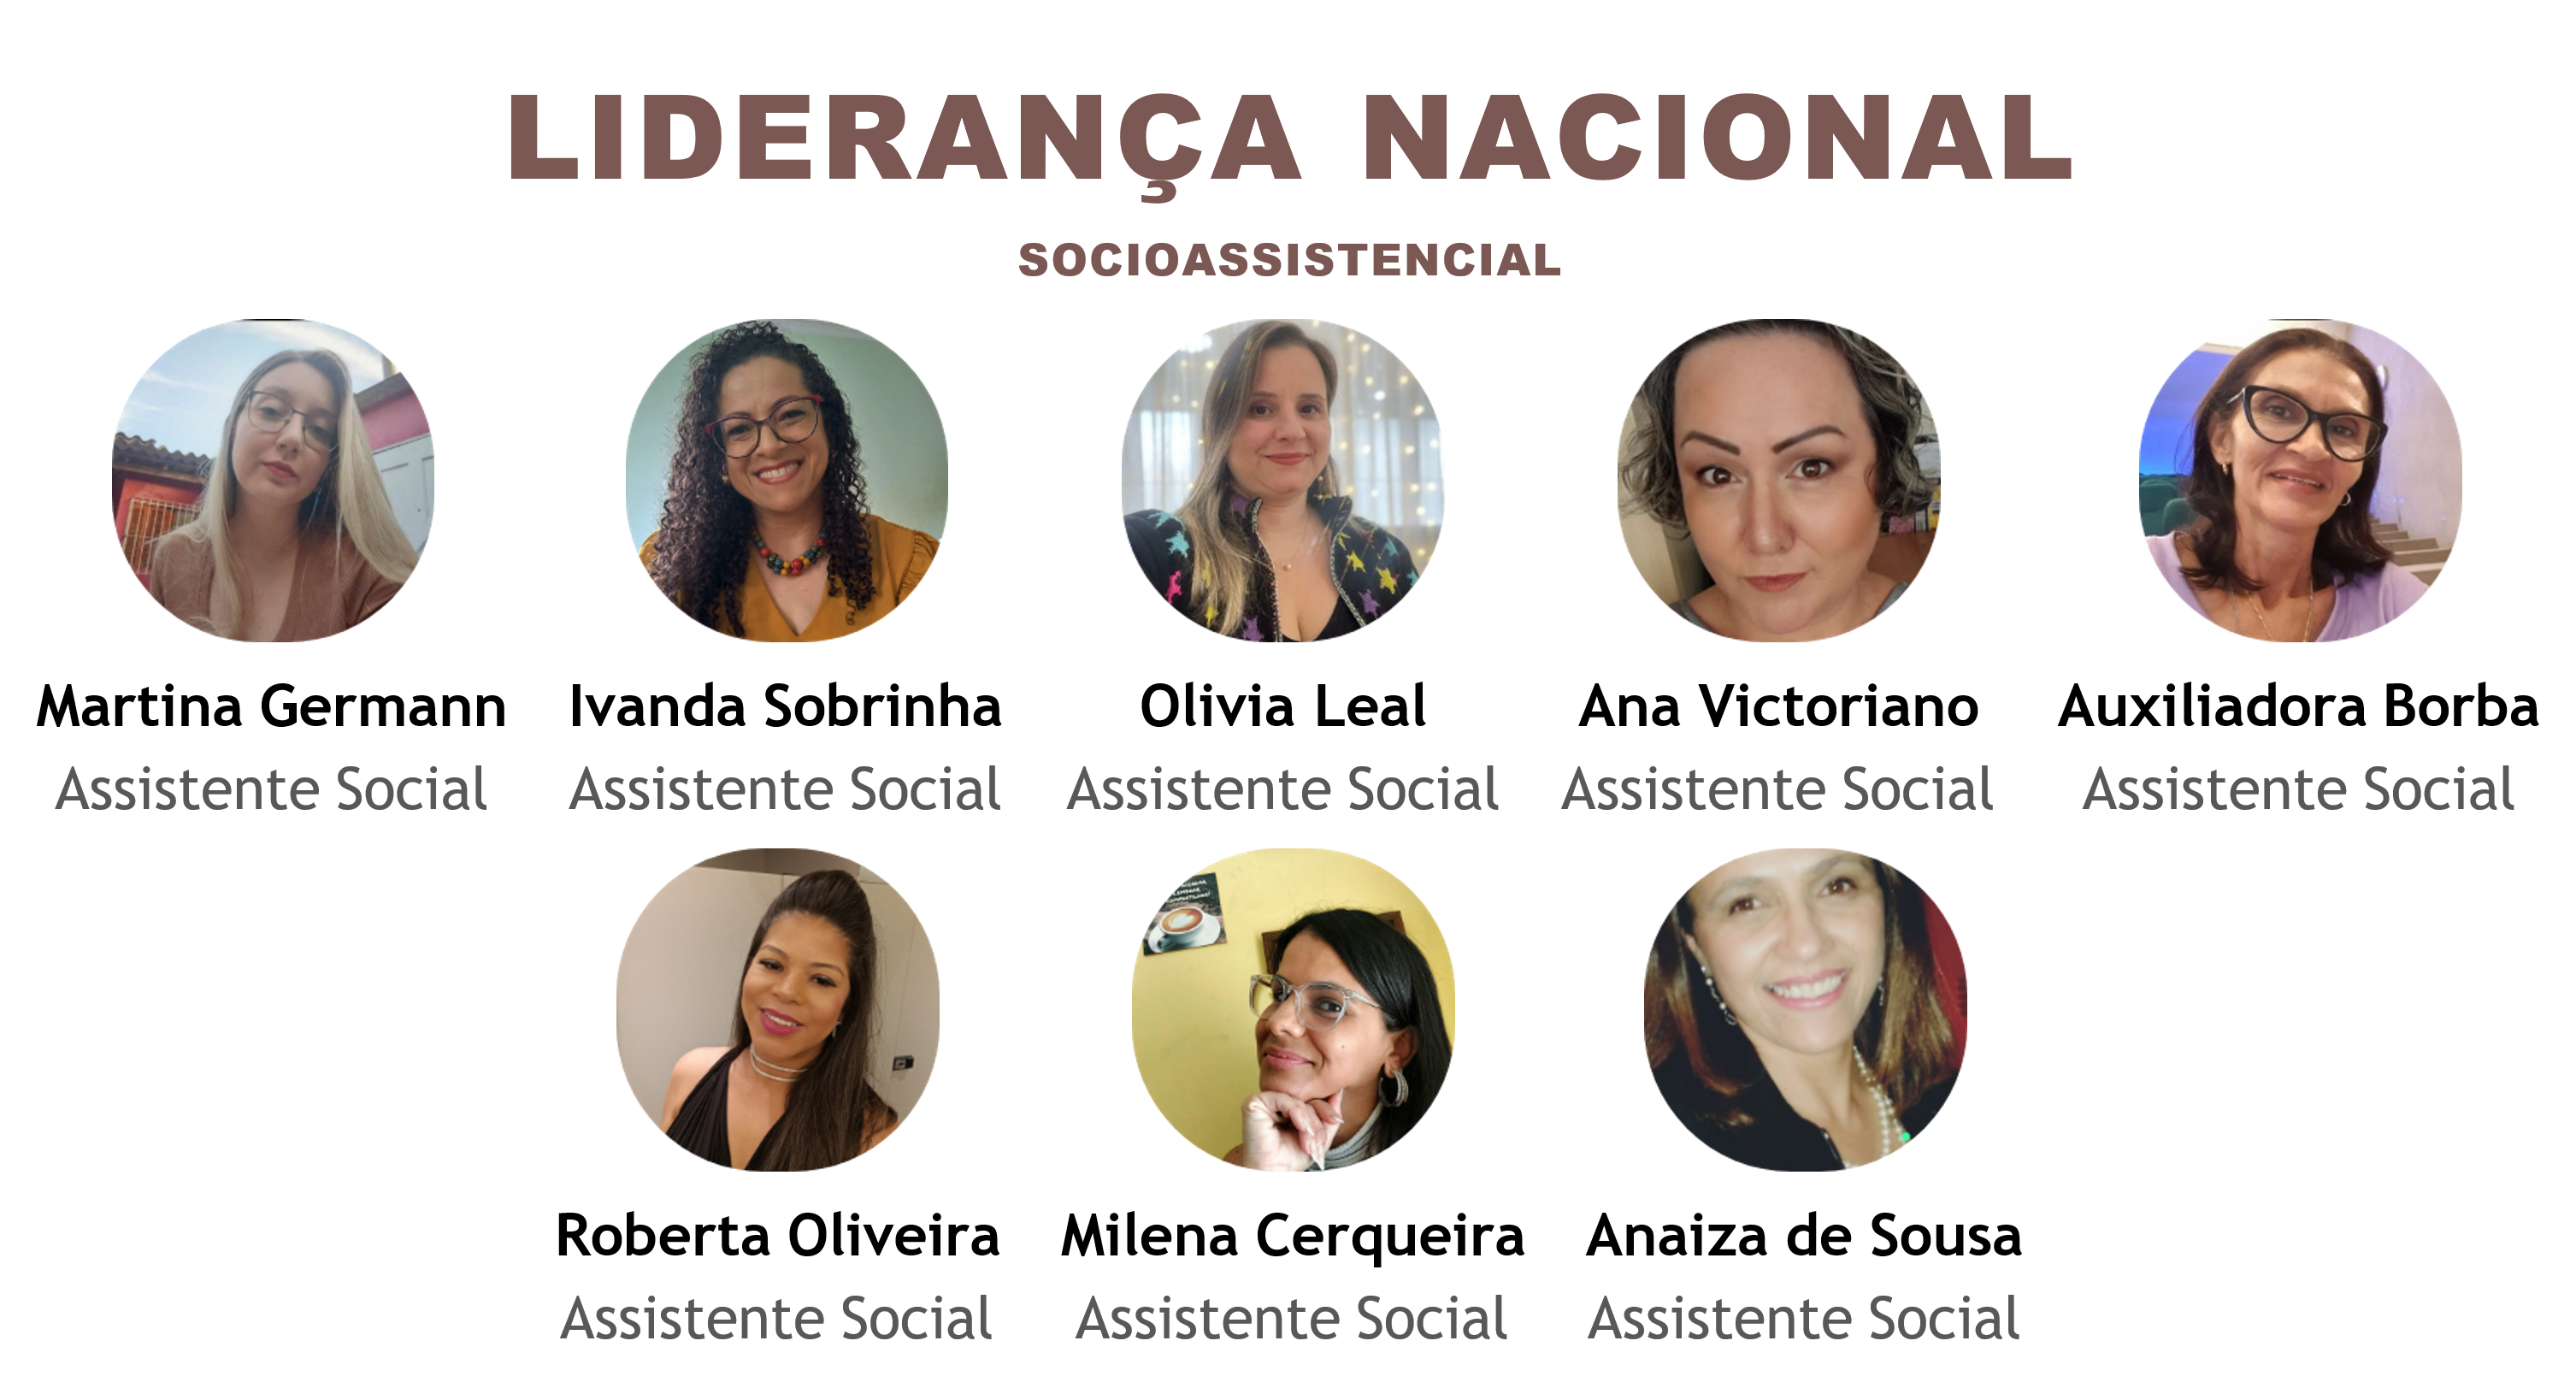 LIDERANÇA NACIONAL
SOCIOASSISTENCIAL
Martina Germann
Assistente Social
Ivanda Sobrinha
Assistente Social
Olivia Leal
Assistente Social
Ana Victoriano
Assistente Social
Auxiliadora Borba
Assistente Social
Roberta Oliveira
Assistente Social
Milena Cerqueira
Assistente Social
Anaiza de Sousa
Assistente Social